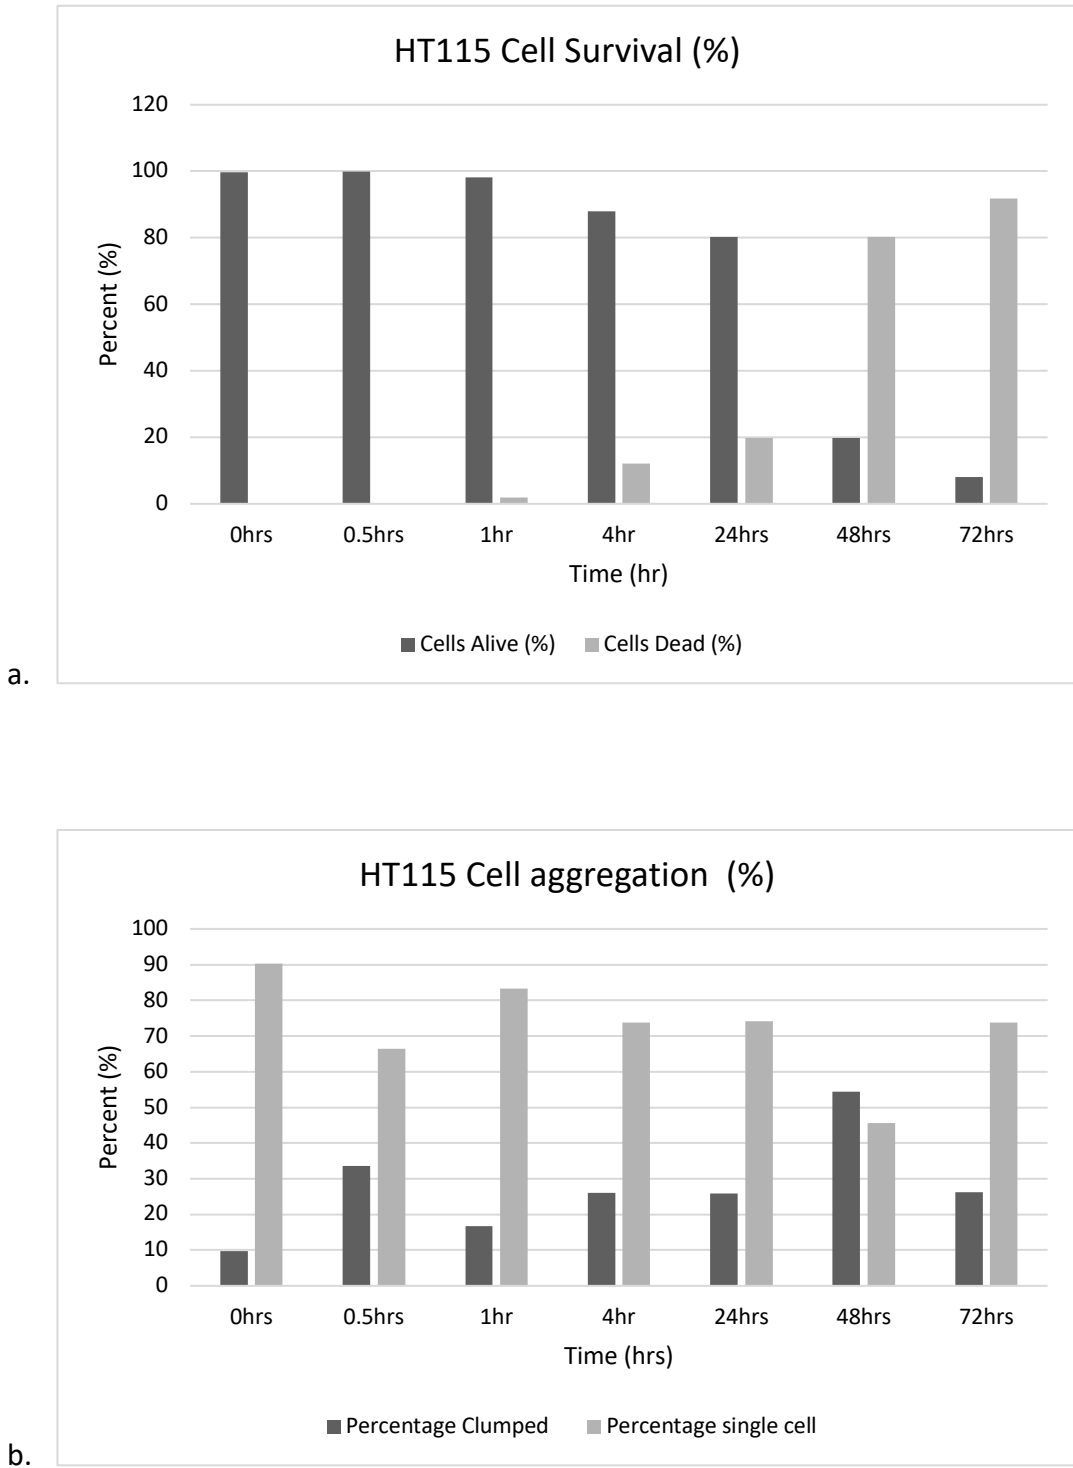 HT115 Cell Survival (%)
120
100
80
60
40
20
0
Percent (%)
0hrs 0.5hrs 1hr 4hr 24hrs 48hrs 72hrs
Time (hr)
Cells Alive (%) Cells Dead (%)
a.
HT115 Cell aggregation (%)
100
90
80
70
60
50
40
30
20
10
0
Percent (%)
0hrs 0.5hrs 1hr 4hr 24hrs 48hrs 72hrs
Time (hrs)
Percentage Clumped Percentage single cell
b.